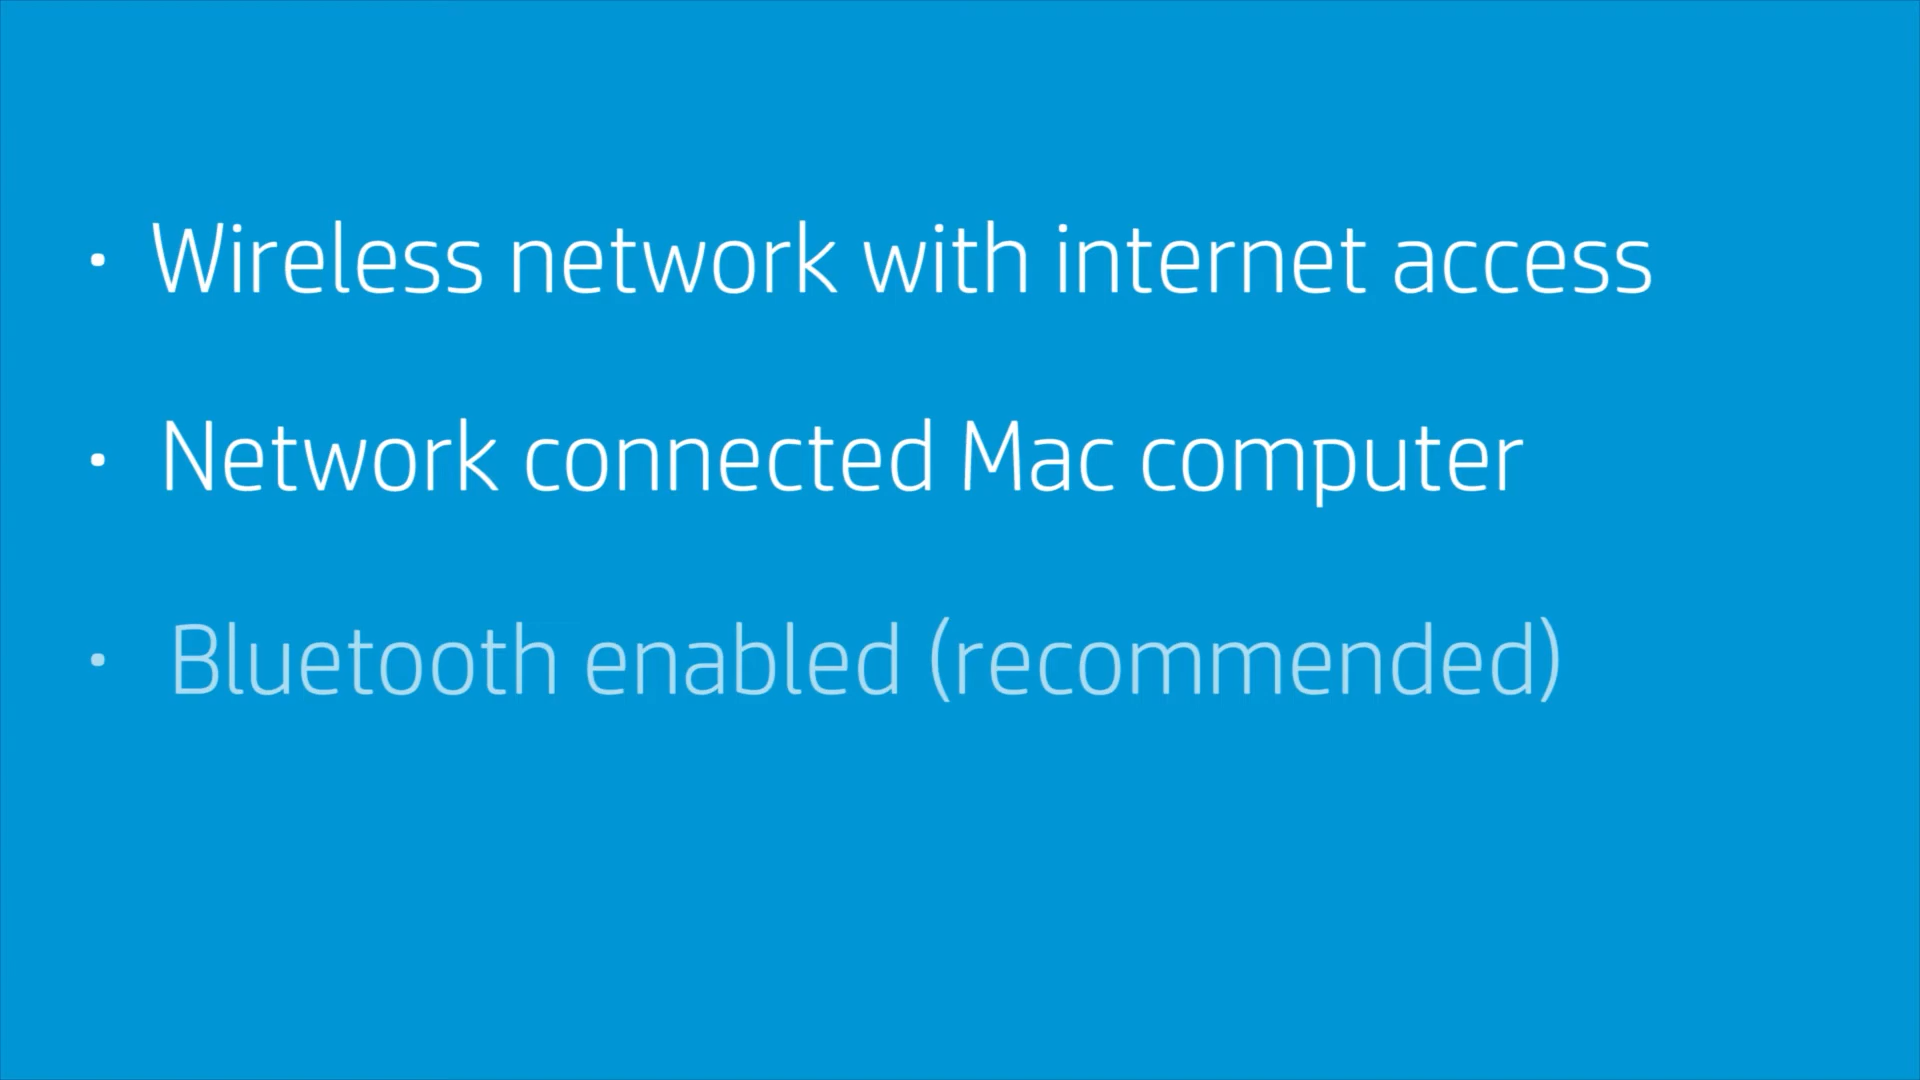 • Wireless network with internet access
• Network connected Mac computer
• Bluetooth enabled (recommended)